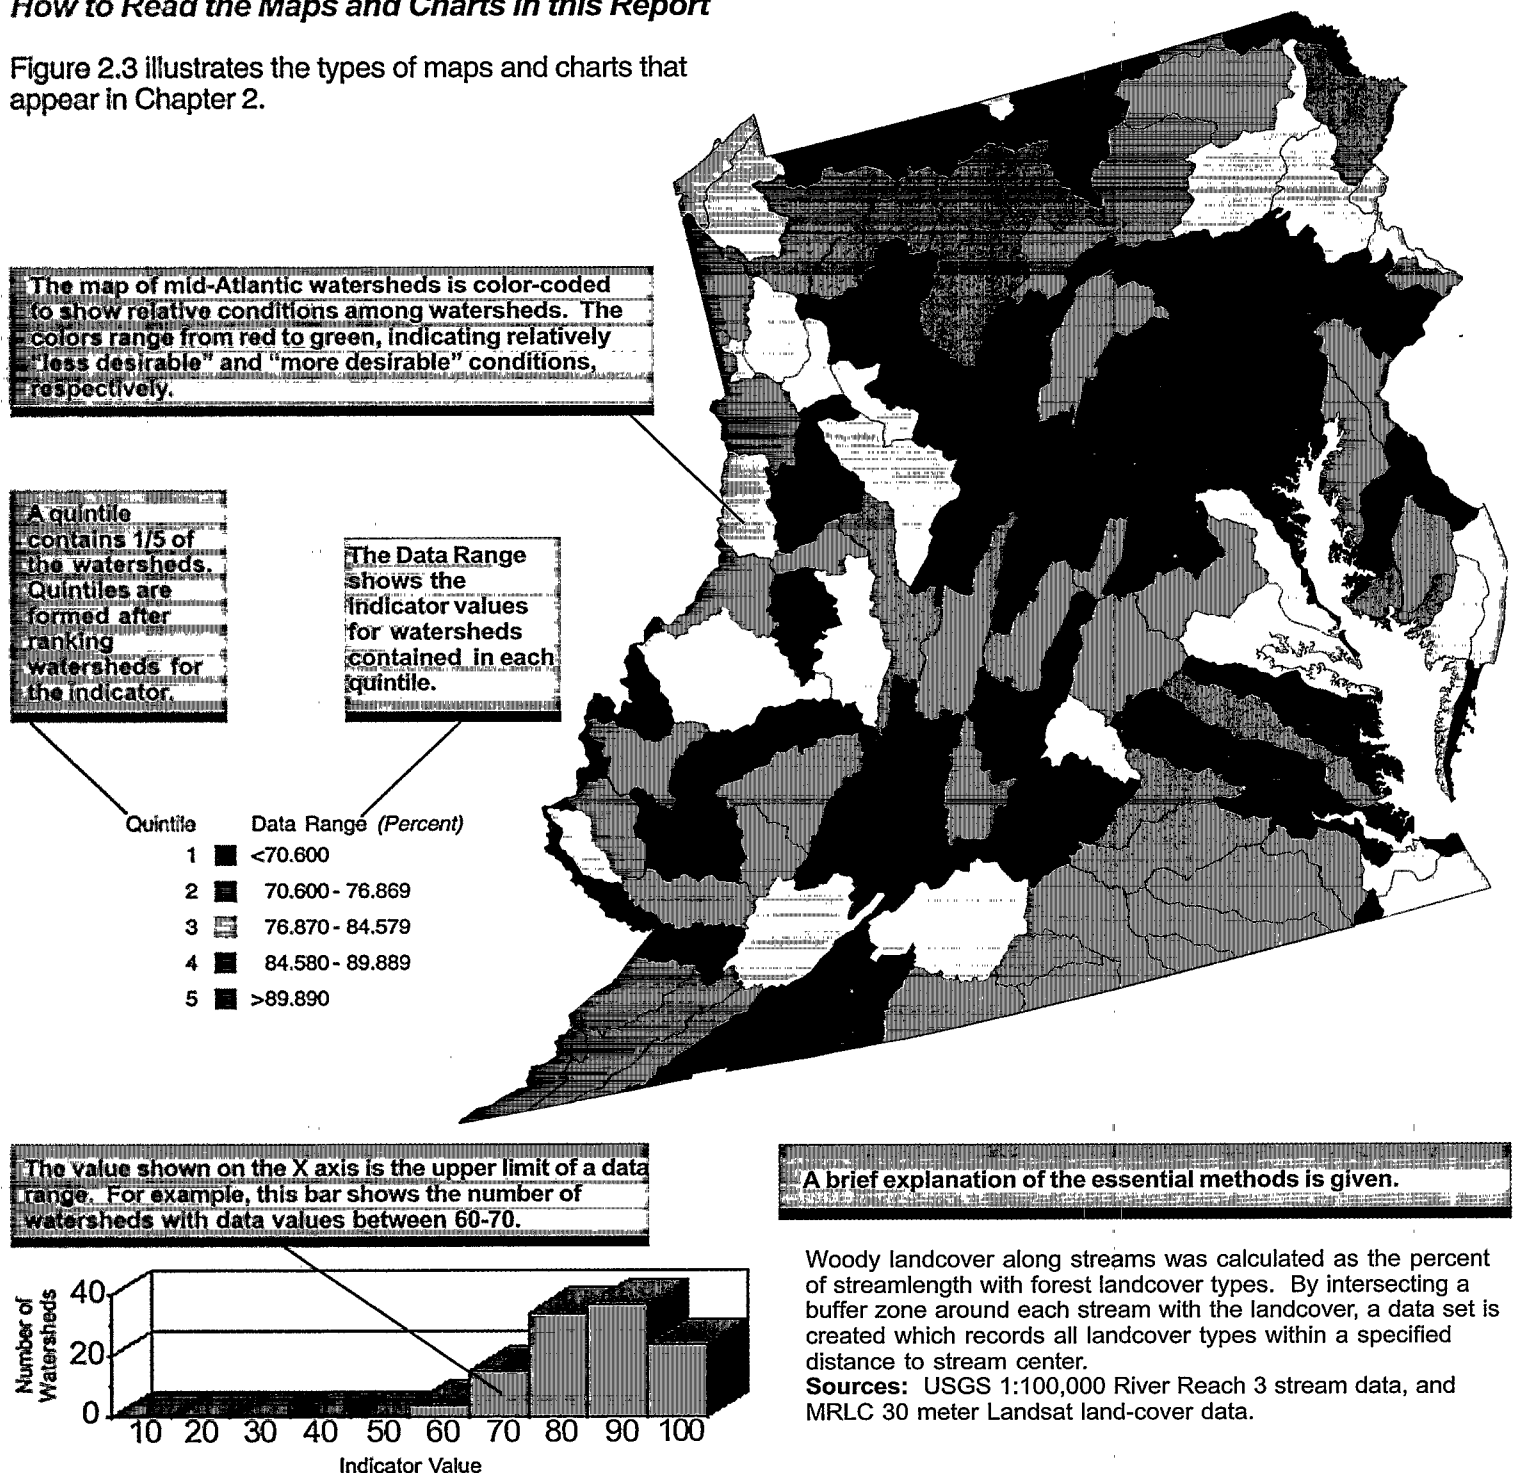 How to Read the Maps and Charts in this Report
Figure 2.3 illustrates the types of maps and charts that
appear in Chapter 2.
The map of mid-Atlantic watersheds is color-coded
to show relative conditions among watersheds. The
colors range from red to green, indicating relatively
"less desirable" and "more desirable" conditions,
respectively.
A quintile
contains 1/5 of
the watersheds.
Quintiles are
formed after
ranking
watersheds for
the indicator.
The Data Range
shows the
indicator values
for watersheds
contained in each
quintile.
Quintile Data Range (Percent)
1 <70.600
2 70.600 - 76.869
3 76.870 - 84.579
4 84.580 - 89.889
5 >89.890
The value shown on the X axis is the upper limit of a data
range. For example, this bar shows the number of
watersheds with data values between 60-70.
Number of
Watersheds
40
20
0
10 20 30 40 50 60 70 80 90 100
Indicator Value
A brief explanation of the essential methods is given.
Woody landcover along streams was calculated as the percent
of streamlength with forest landcover types. By intersecting a
buffer zone around each stream with the landcover, a data set is
created which records all landcover types within a specified
distance to stream center.
Sources: USGS 1:100,000 River Reach 3 stream data, and
MRLC 30 meter Landsat land-cover data.